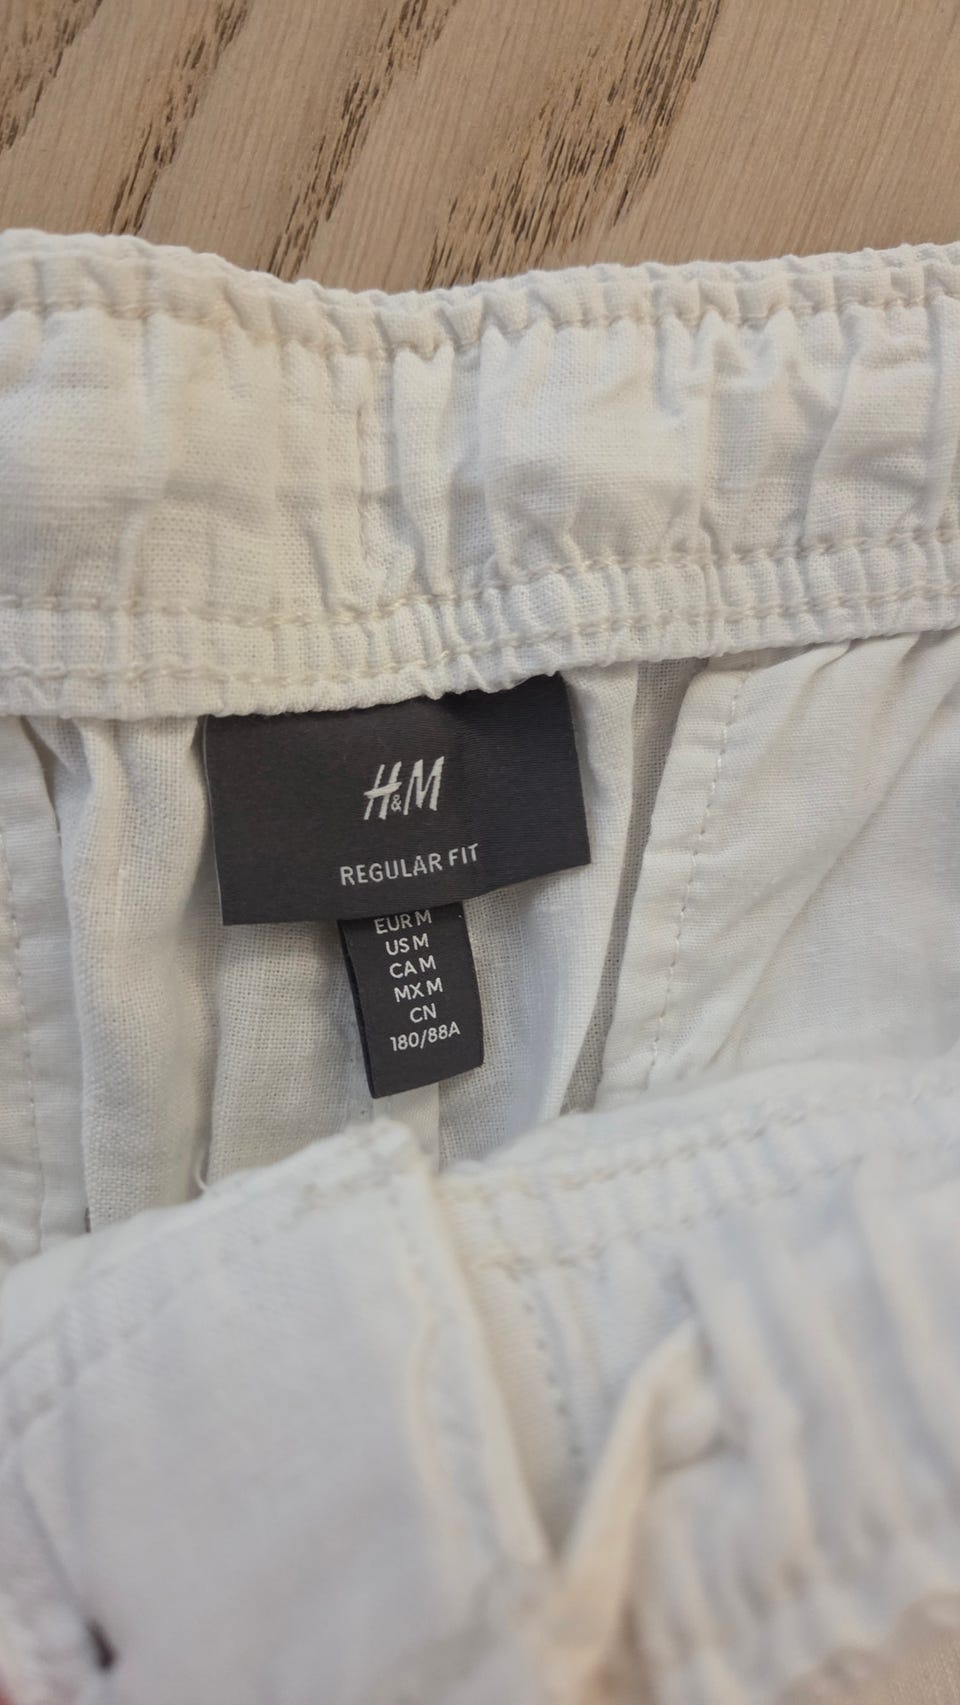 H&M
REGULAR FIT
EUR M
US M
CA M
MX M
CN
180/88A